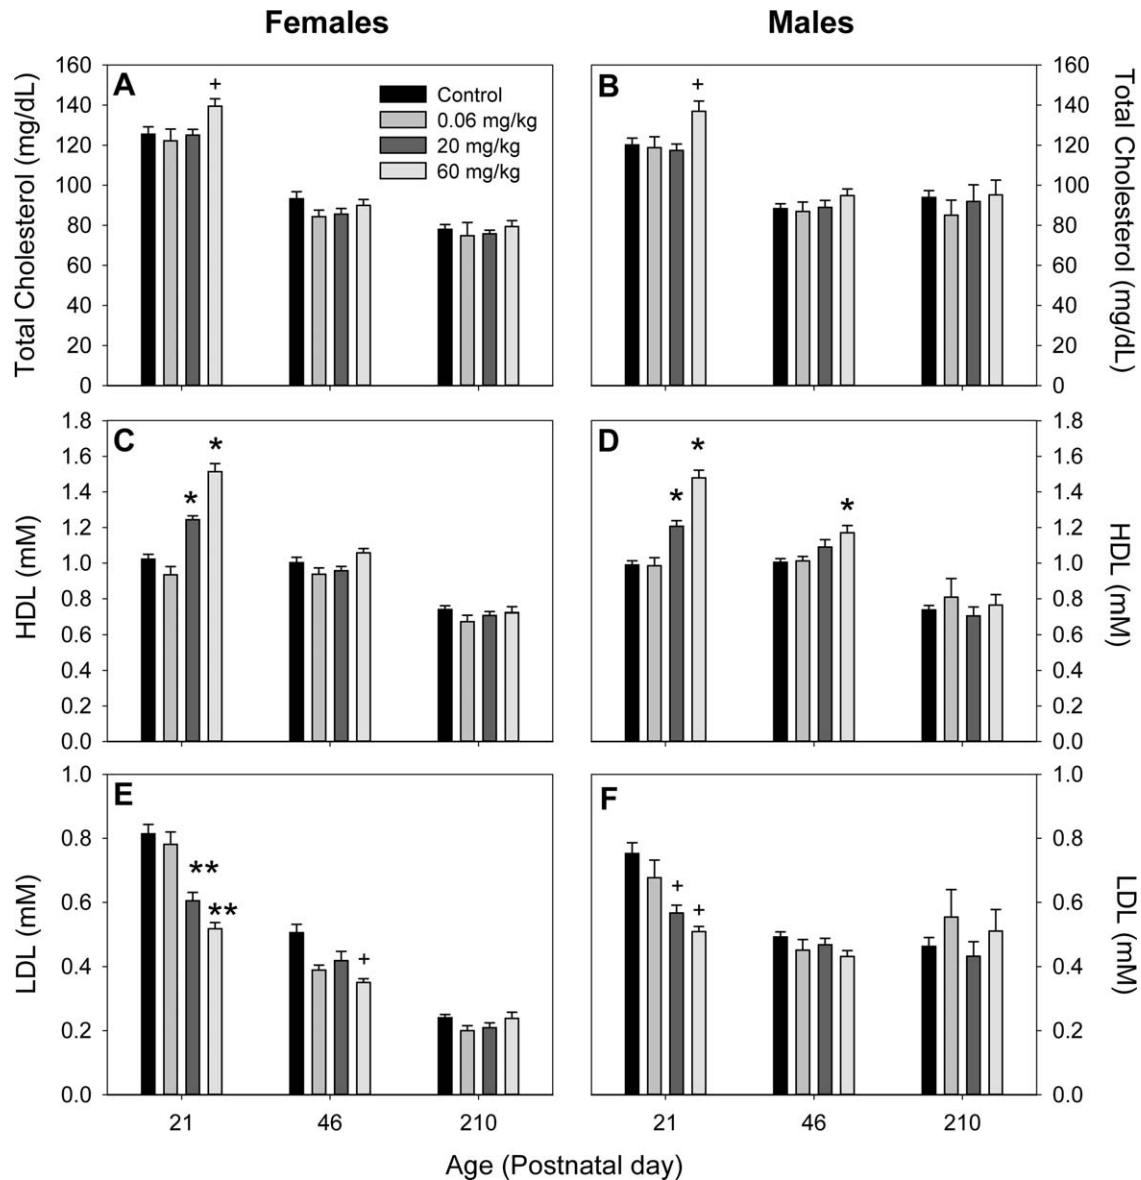 Females
Males
Total Cholesterol (mg/dL)
160
140
120
100
80
60
40
20
0
A
+
Control
0.06 mg/kg
20 mg/kg
60 mg/kg
B
+
160
140
120
100
80
60
40
20
0
Total Cholesterol (mg/dL)
HDL (mM)
1.8
1.6
1.4
1.2
1.0
0.8
0.6
0.4
0.2
0.0
C
*
*
D
*
*
*
1.8
1.6
1.4
1.2
1.0
0.8
0.6
0.4
0.2
0.0
HDL (mM)
LDL (mM)
1.0
0.8
0.6
0.4
0.2
0.0
E
**
**
+
F
+
+
1.0
0.8
0.6
0.4
0.2
0.0
LDL (mM)
21 46 210
21 46 210
Age (Postnatal day)